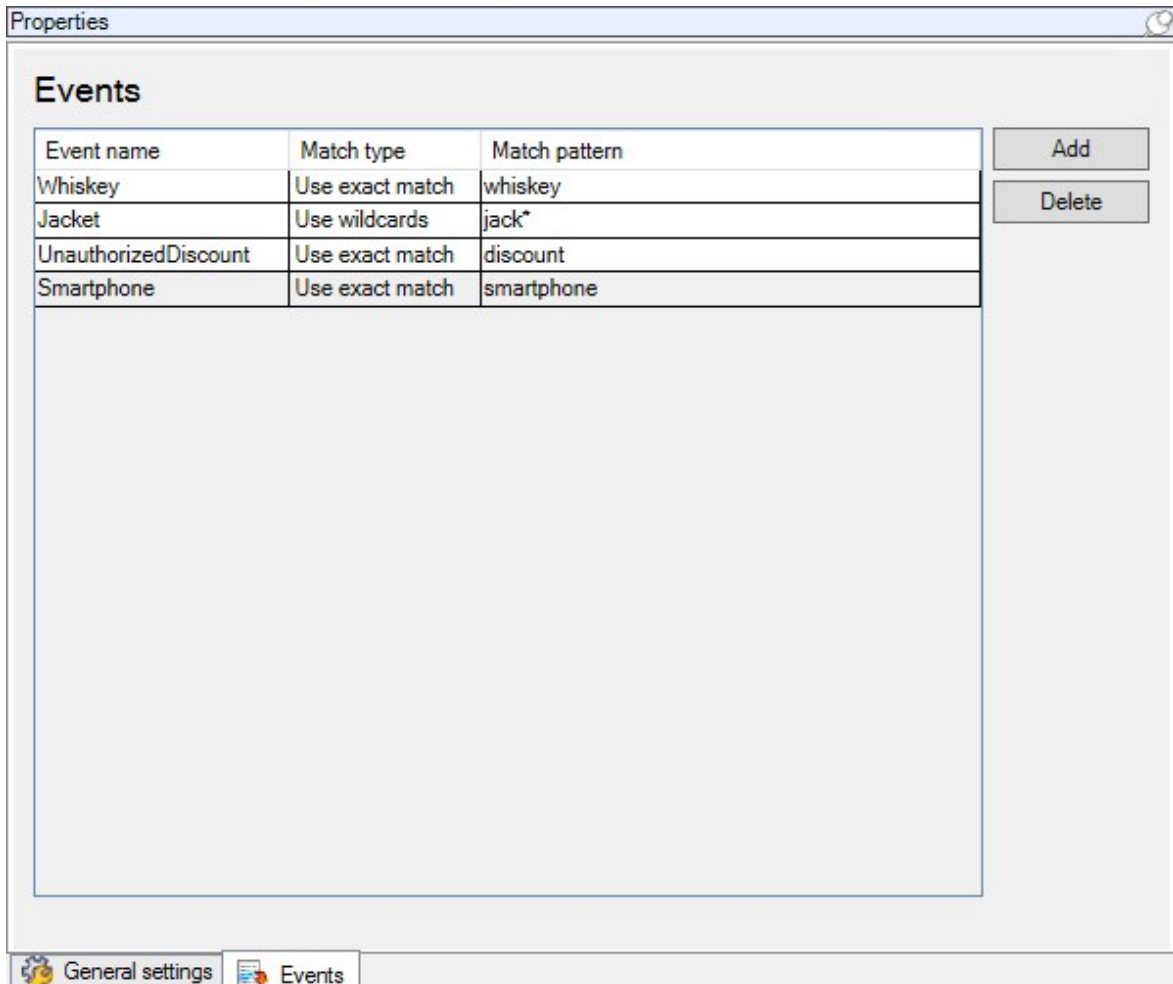 Properties
Events
Event name Match type Match pattern Add
Whiskey Use exact match whiskey
Jacket Use wildcards jack* Delete
UnauthorizedDiscount Use exact match discount
Smartphone Use exact match smartphone
General settings Events